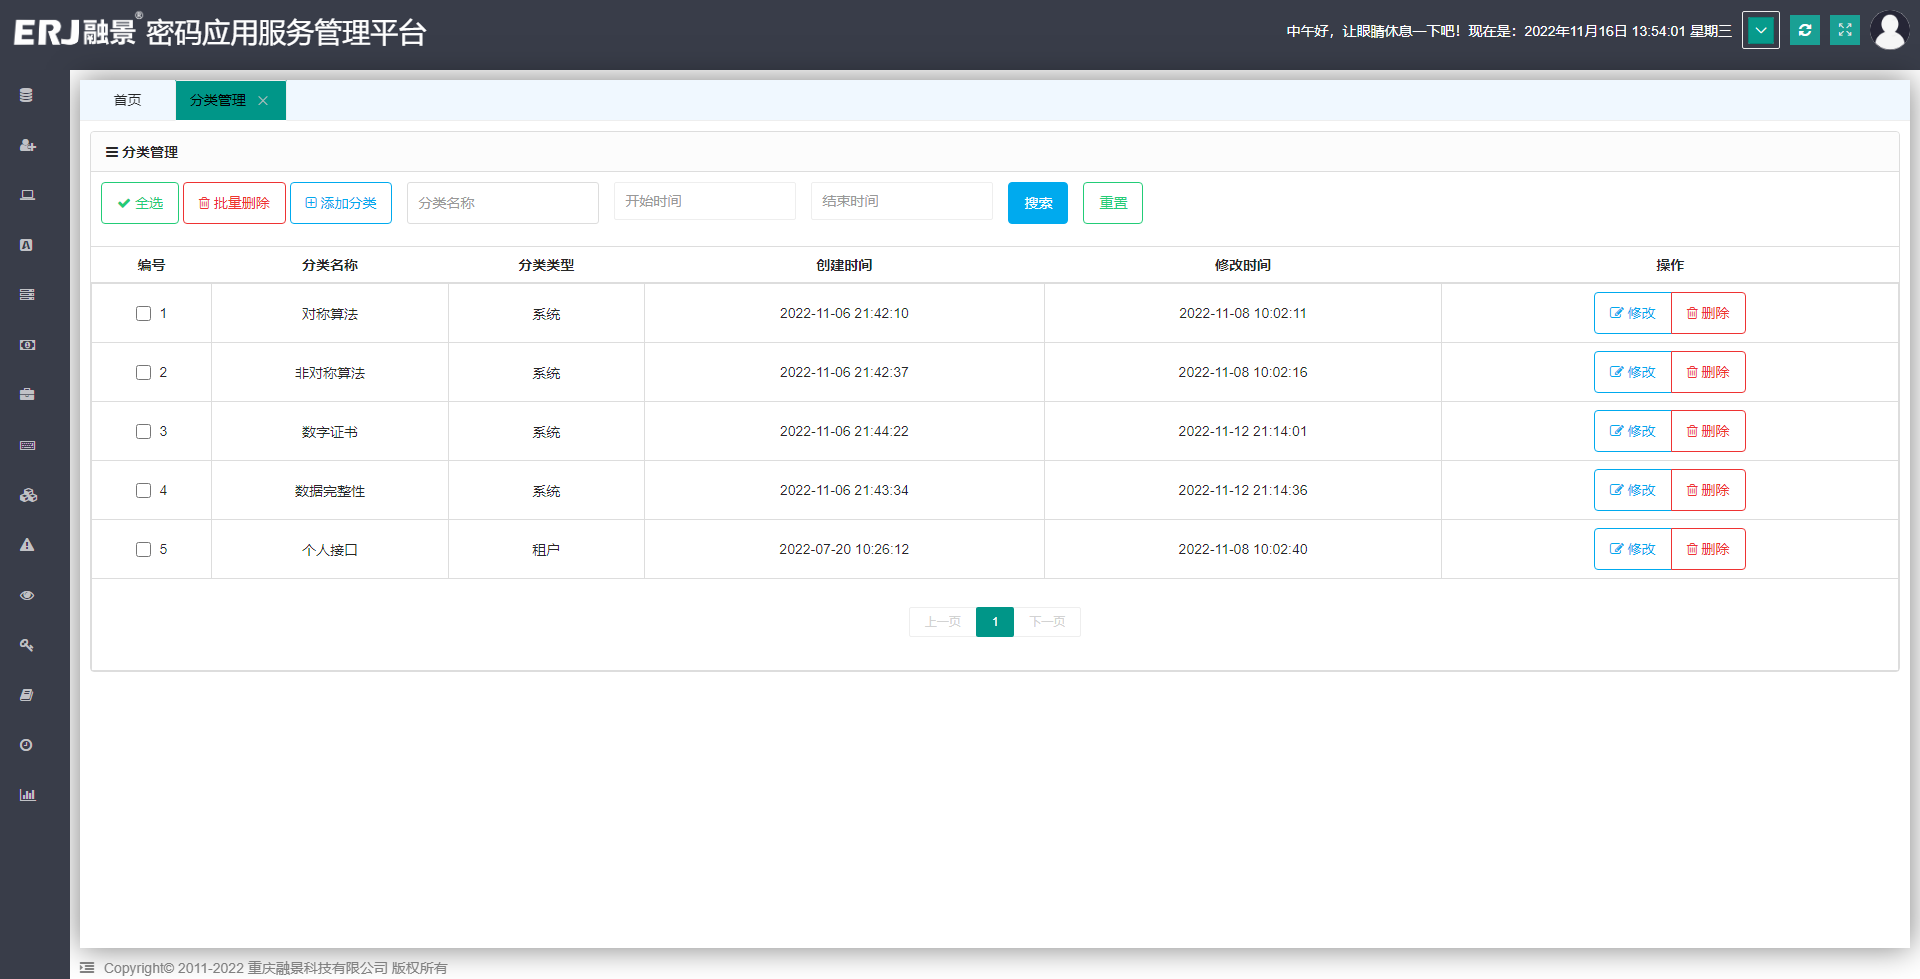 ERJ融景® 密码应用服务管理平台
中午好，让眼睛休息一下吧！现在是：2022年11月16日 13:54:01 星期三
首页 分类管理
分类管理
全选 批量删除 添加分类 分类名称 开始时间 结束时间 搜索 重置
编号 分类名称 分类类型 创建时间 修改时间 操作
1 对称算法 系统 2022-11-06 21:42:10 2022-11-08 10:02:11 修改 删除
2 非对称算法 系统 2022-11-06 21:42:37 2022-11-08 10:02:16 修改 删除
3 数字证书 系统 2022-11-06 21:44:22 2022-11-12 21:14:01 修改 删除
4 数据完整性 系统 2022-11-06 21:43:34 2022-11-12 21:14:36 修改 删除
5 个人接口 租户 2022-07-20 10:26:12 2022-11-08 10:02:40 修改 删除
上一页 1 下一页
Copyright© 2011-2022 重庆融景科技有限公司 版权所有